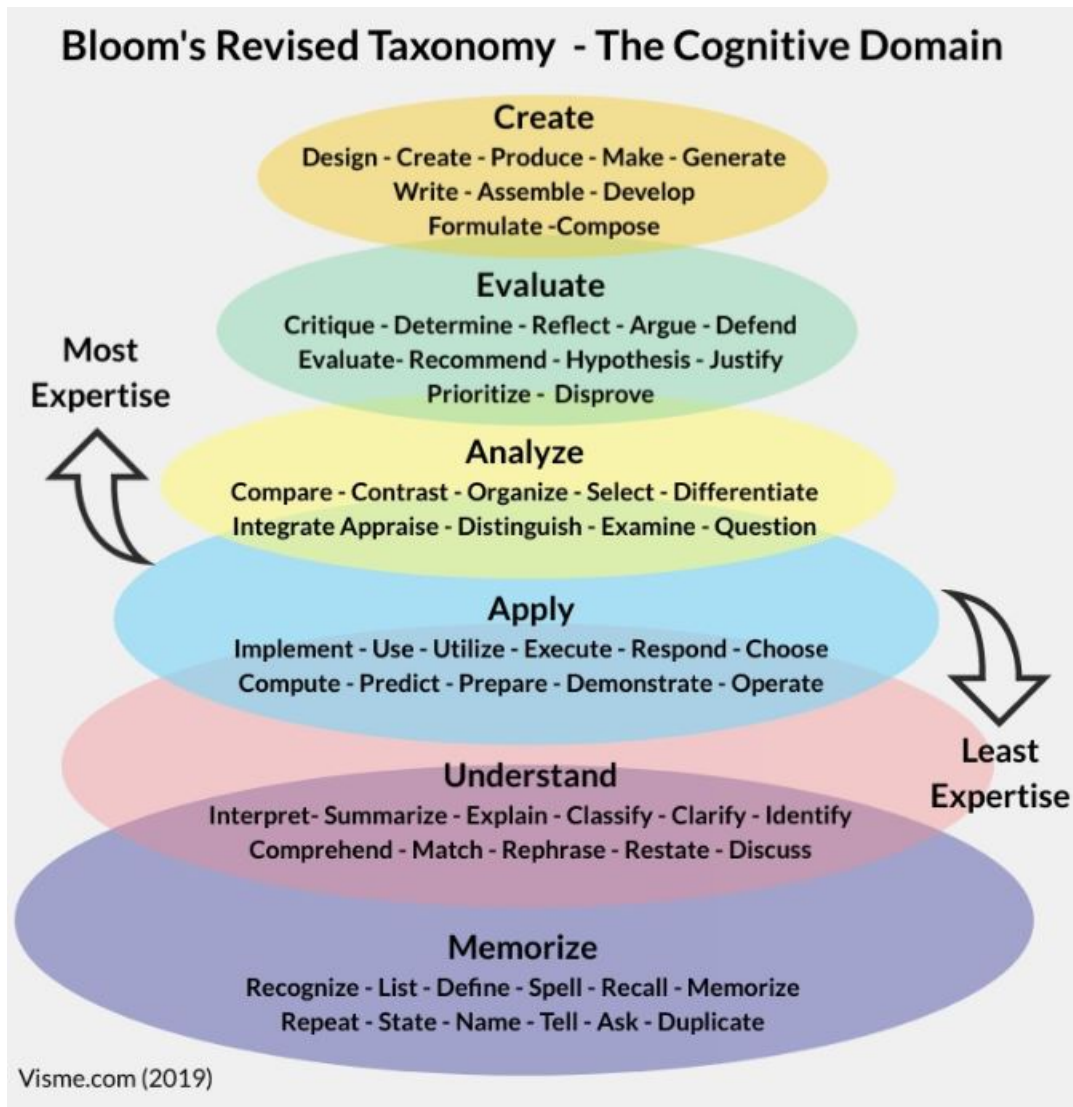 Bloom's Revised Taxonomy - The Cognitive Domain
Create
Design - Create - Produce - Make - Generate
Write - Assemble - Develop
Formulate -Compose
Evaluate
Critique - Determine - Reflect - Argue - Defend
Evaluate- Recommend - Hypothesis - Justify
Prioritize - Disprove
Most
Expertise
Analyze
Compare - Contrast - Organize - Select - Differentiate
Integrate Appraise - Distinguish - Examine - Question
Apply
Implement - Use - Utilize - Execute - Respond - Choose
Compute - Predict - Prepare - Demonstrate - Operate
Least
Expertise
Understand
Interpret- Summarize - Explain - Classify - Clarify - Identify
Comprehend - Match - Rephrase - Restate - Discuss
Memorize
Recognize - List - Define - Spell - Recall - Memorize
Repeat - State - Name - Tell - Ask - Duplicate
Visme.com (2019)